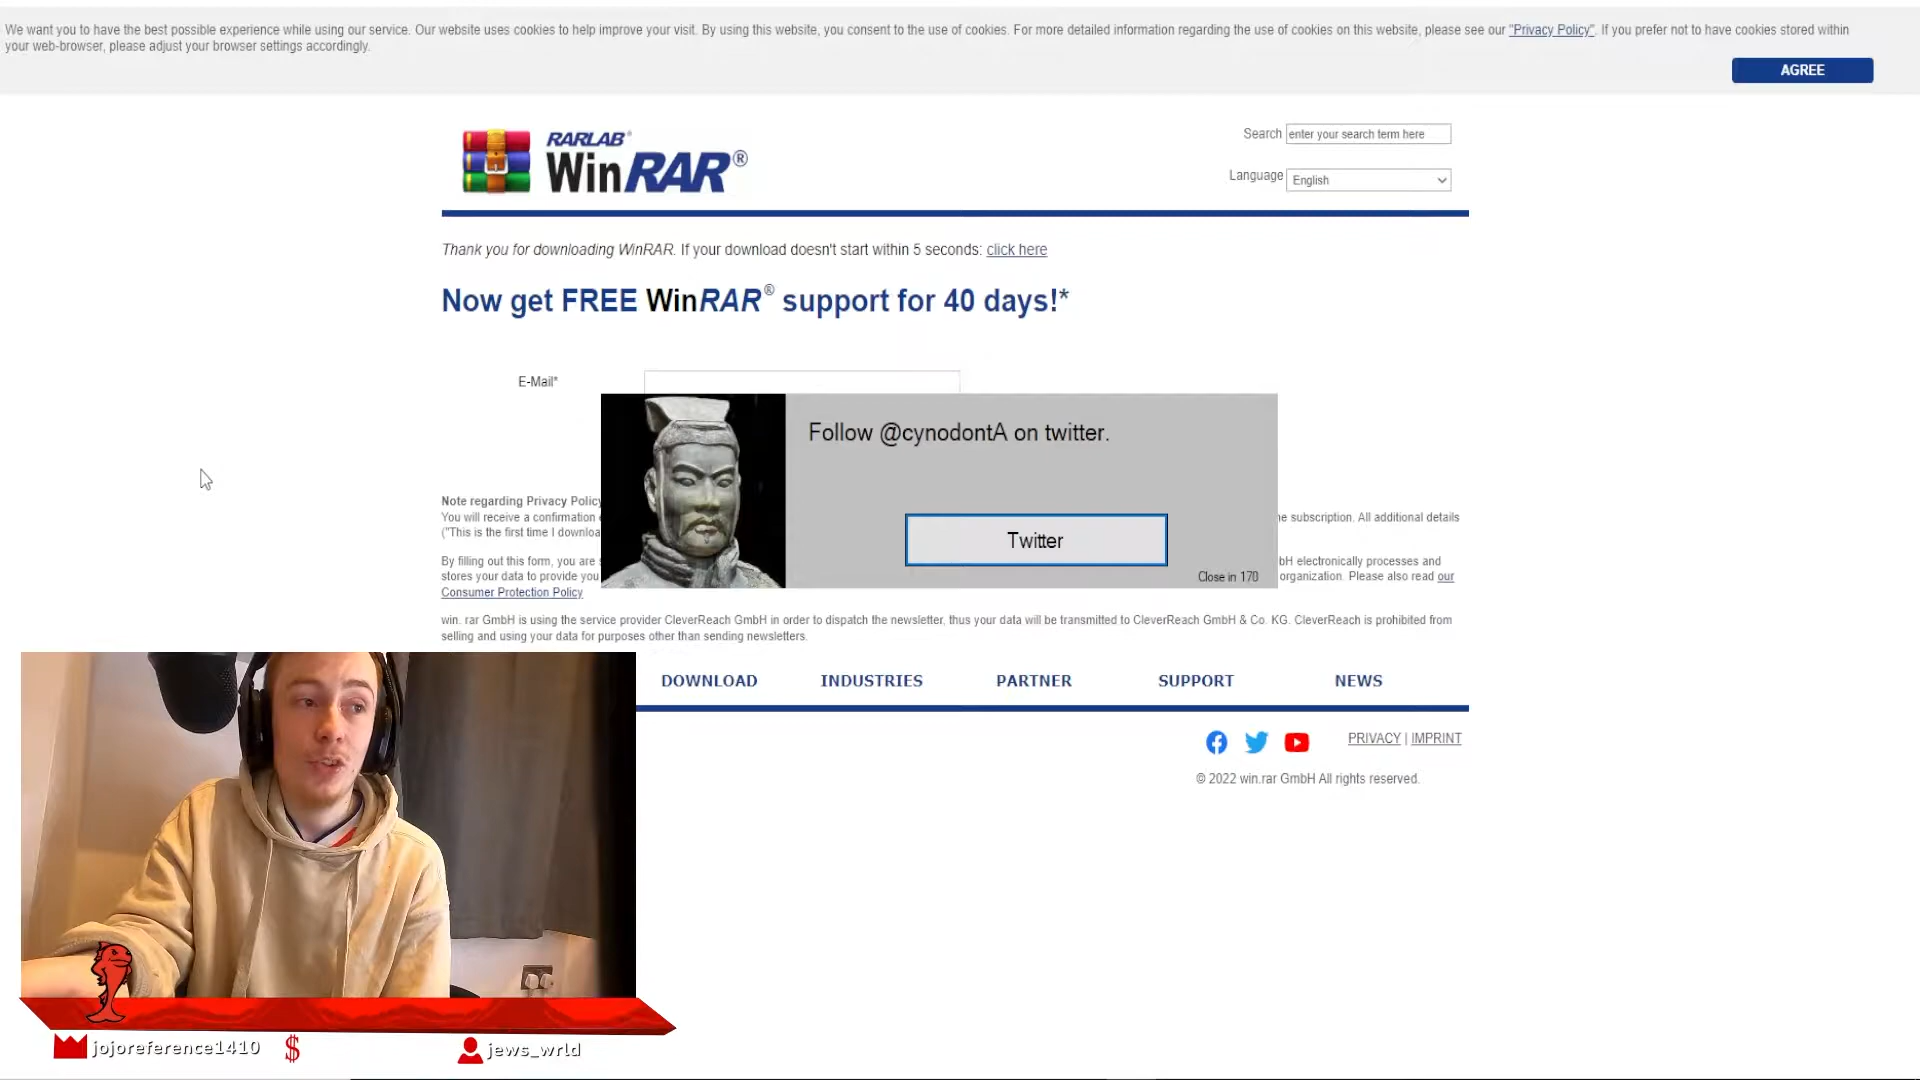 We want you to have the best possible experience while using our service. Our website uses cookies to help improve your visit. By using this website, you consent to the use of cookies. For more detailed information regarding the use of cookies on this website, please see our "Privacy Policy". If you prefer not to have cookies stored within
your web-browser, please adjust your browser settings accordingly.
AGREE
RARLAB®
WinRAR®
Search enter your search term here
Language English
Thank you for downloading WinRAR. If your download doesn't start within 5 seconds: click here
Now get FREE WinRAR® support for 40 days!*
E-Mail*
Follow @cynodontA on twitter.
Twitter
Close in 170
Note regarding Privacy Policy
You will receive a confirmation
subscription. All additional details
("This is the first time I downloa
By filling out this form, you are
bH electronically processes and
stores your data to provide you
organization. Please also read our
Consumer Protection Policy
win. rar GmbH is using the service provider CleverReach GmbH in order to dispatch the newsletter, thus your data will be transmitted to CleverReach GmbH & Co. KG. CleverReach is prohibited from
selling and using your data for purposes other than sending newsletters.
DOWNLOAD INDUSTRIES PARTNER SUPPORT NEWS
PRIVACY | IMPRINT
© 2022 win.rar GmbH All rights reserved.
jojoreference1410 $ jews_wrld